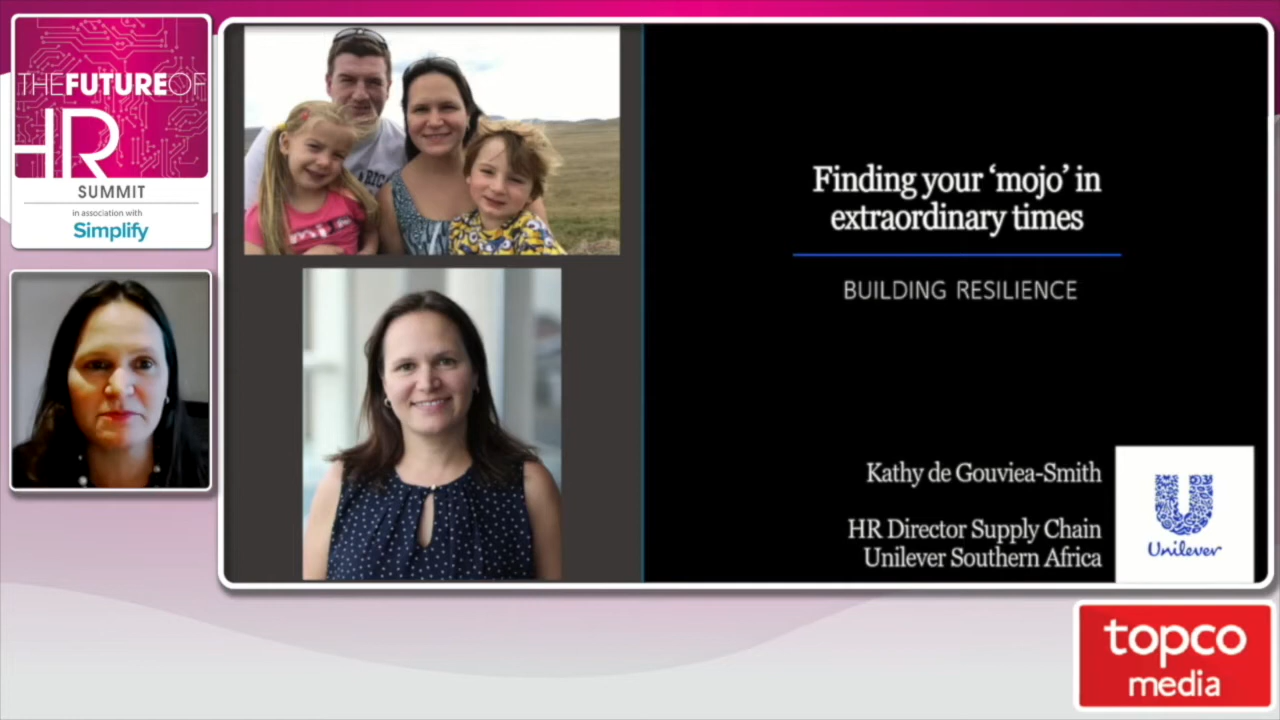 THE FUTURE OF
HR
SUMMIT
in association with
Simplify
Finding your ‘mojo’ in
extraordinary times
BUILDING RESILIENCE
Kathy de Gouviea-Smith
HR Director Supply Chain
Unilever Southern Africa
Unilever
topco
media